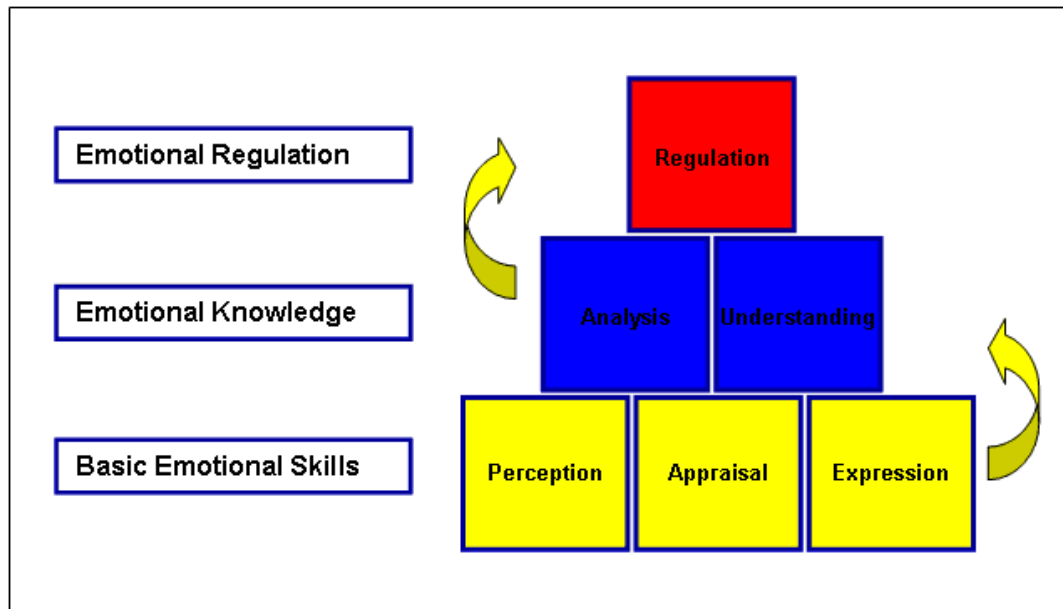 Emotional Regulation
Regulation
Emotional Knowledge
Analysis
Understanding
Basic Emotional Skills
Perception
Appraisal
Expression